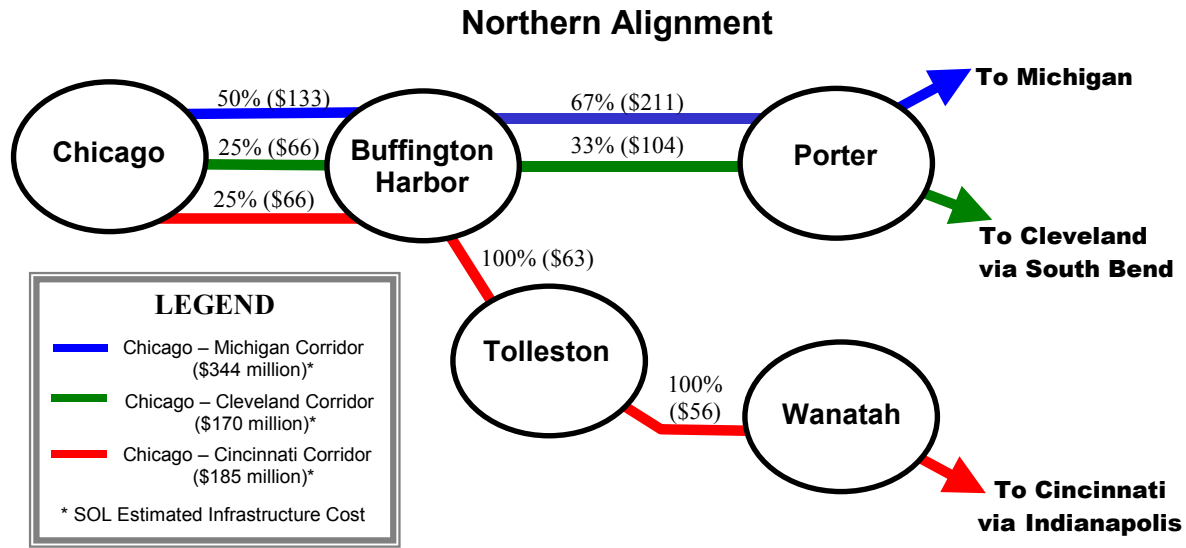 Northern Alignment
To Michigan
50% ($133)
67% ($211)
Chicago
25% ($66)
Buffington
Harbor
33% ($104)
Porter
25% ($66)
To Cleveland
via South Bend
100% ($63)
LEGEND
Chicago – Michigan Corridor
($344 million)*
Chicago – Cleveland Corridor
($170 million)*
Chicago – Cincinnati Corridor
($185 million)*
* SOL Estimated Infrastructure Cost
Tolleston
100%
($56)
Wanatah
To Cincinnati
via Indianapolis